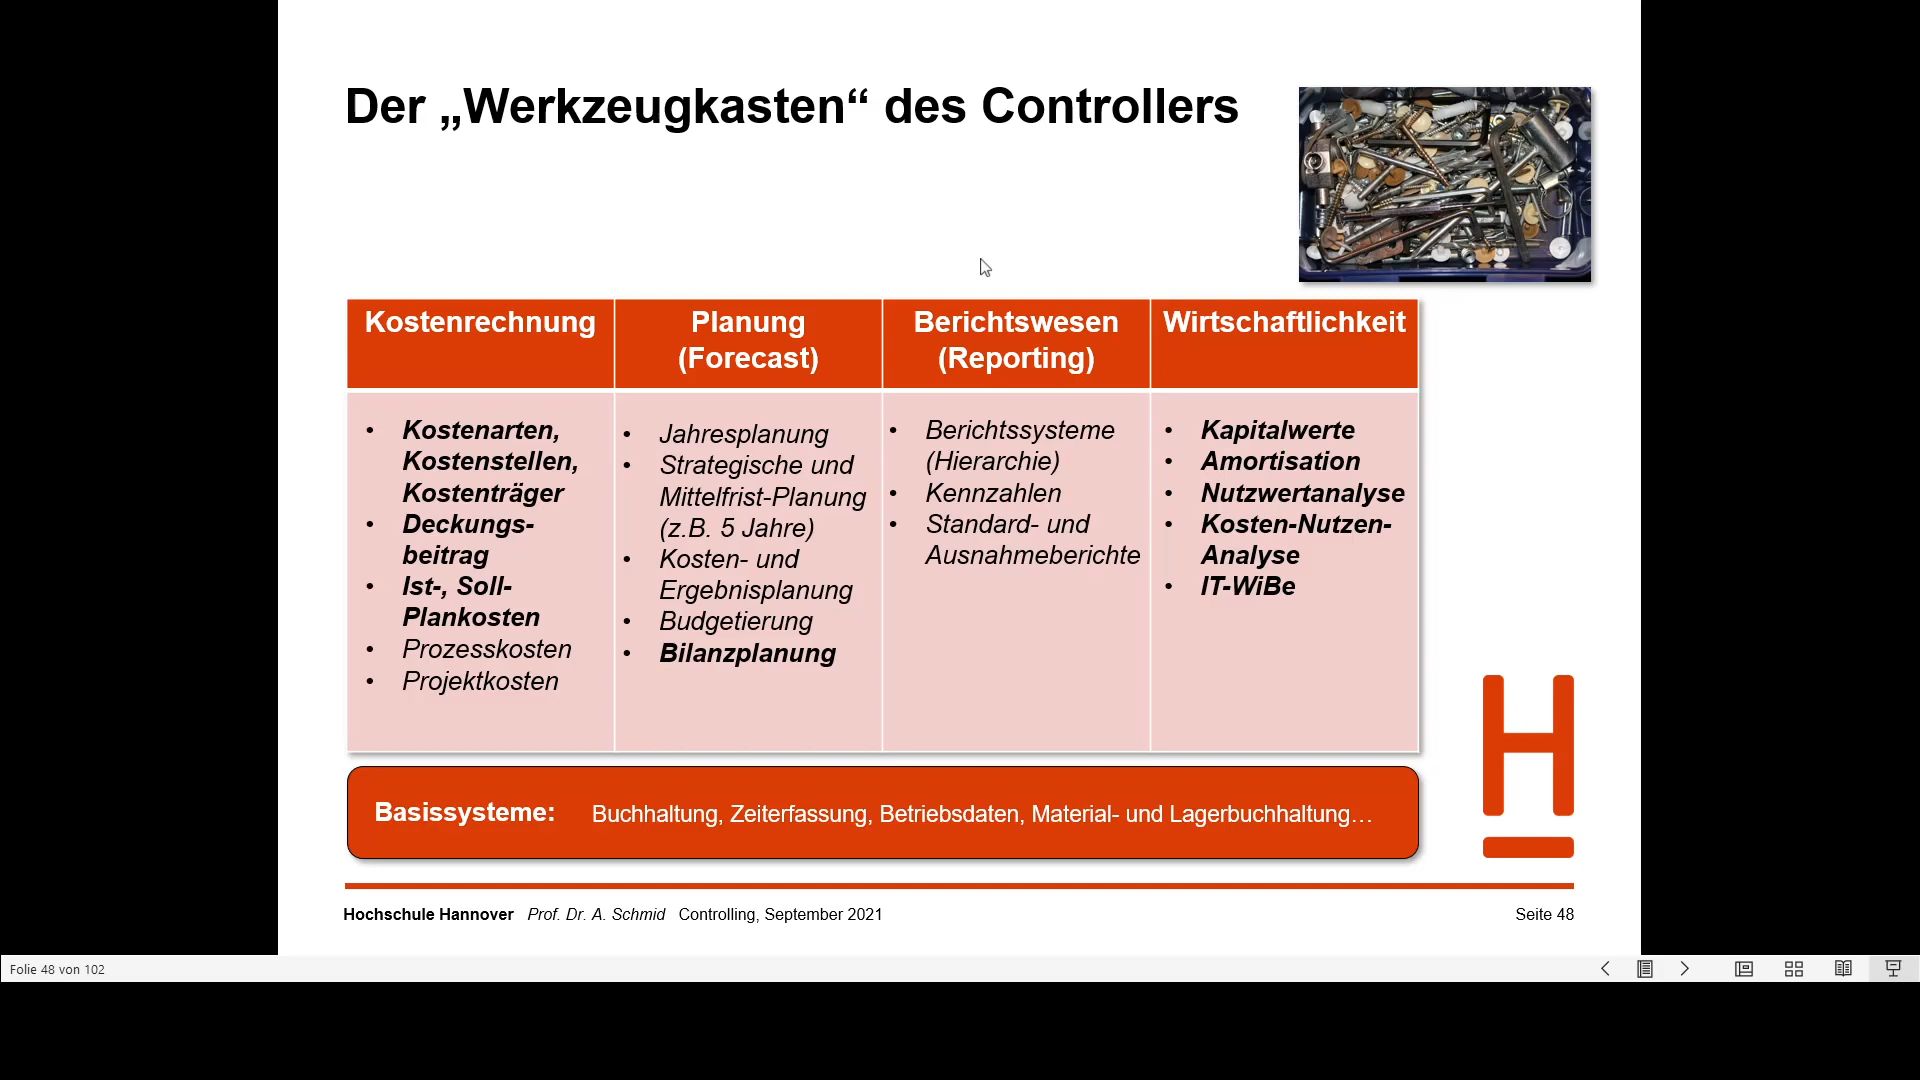 Der „Werkzeugkasten“ des Controllers
Kostenrechnung
Planung
(Forecast)
Berichtswesen
(Reporting)
Wirtschaftlichkeit
• Kostenarten,
Kostenstellen,
Kostenträger
• Deckungs-
beitrag
• Ist-, Soll-
Plankosten
• Prozesskosten
• Projektkosten
• Jahresplanung
• Strategische und
Mittelfrist-Planung
(z.B. 5 Jahre)
• Kosten- und
Ergebnisplanung
• Budgetierung
• Bilanzplanung
• Berichtssysteme
(Hierarchie)
• Kennzahlen
• Standard- und
Ausnahmeberichte
• Kapitalwerte
• Amortisation
• Nutzwertanalyse
• Kosten-Nutzen-
Analyse
• IT-WiBe
Basissysteme: Buchhaltung, Zeiterfassung, Betriebsdaten, Material- und Lagerbuchhaltung…
H
Hochschule Hannover Prof. Dr. A. Schmid Controlling, September 2021 Seite 48
Folie 48 von 102